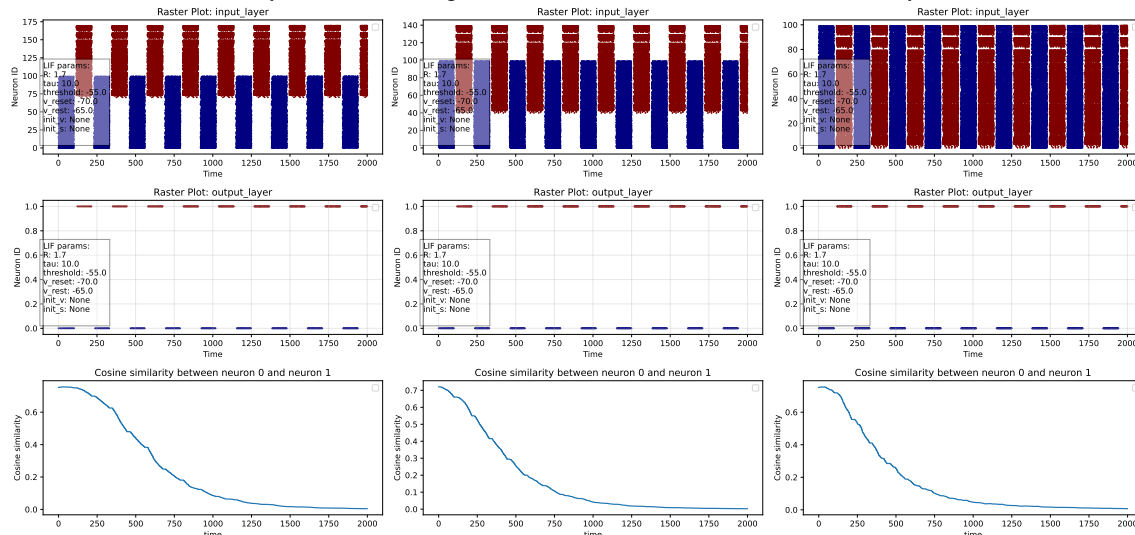 Raster Plot: input_layer
175
150
125
100
75
50
25
0
Neuron ID
LIF params:
R: 1.7
tau: 10.0
threshold: -55.0
v_reset: -70.0
v_rest: -65.0
init_v: None
init_s: None
0 250 500 750 1000 1250 1500 1750 2000
Time
Raster Plot: input_layer
140
120
100
80
60
40
20
0
Neuron ID
LIF params:
R: 1.7
tau: 10.0
threshold: -55.0
v_reset: -70.0
v_rest: -65.0
init_v: None
init_s: None
0 250 500 750 1000 1250 1500 1750 2000
Time
Raster Plot: input_layer
100
80
60
40
20
0
Neuron ID
LIF params:
R: 1.7
tau: 10.0
threshold: -55.0
v_reset: -70.0
v_rest: -65.0
init_v: None
init_s: None
0 250 500 750 1000 1250 1500 1750 2000
Time
Raster Plot: output_layer
1.0
0.8
0.6
0.4
0.2
0.0
Neuron ID
LIF params:
R: 1.7
tau: 10.0
threshold: -55.0
v_reset: -70.0
v_rest: -65.0
init_v: None
init_s: None
0 250 500 750 1000 1250 1500 1750 2000
Time
Raster Plot: output_layer
1.0
0.8
0.6
0.4
0.2
0.0
Neuron ID
LIF params:
R: 1.7
tau: 10.0
threshold: -55.0
v_reset: -70.0
v_rest: -65.0
init_v: None
init_s: None
0 250 500 750 1000 1250 1500 1750 2000
Time
Raster Plot: output_layer
1.0
0.8
0.6
0.4
0.2
0.0
Neuron ID
LIF params:
R: 1.7
tau: 10.0
threshold: -55.0
v_reset: -70.0
v_rest: -65.0
init_v: None
init_s: None
0 250 500 750 1000 1250 1500 1750 2000
Time
Cosine similarity between neuron 0 and neuron 1
0.6
0.4
0.2
0.0
Cosine similarity
0 250 500 750 1000 1250 1500 1750 2000
time
Cosine similarity between neuron 0 and neuron 1
0.7
0.6
0.5
0.4
0.3
0.2
0.1
0.0
Cosine similarity
0 250 500 750 1000 1250 1500 1750 2000
time
Cosine similarity between neuron 0 and neuron 1
0.6
0.4
0.2
0.0
Cosine similarity
0 250 500 750 1000 1250 1500 1750 2000
time